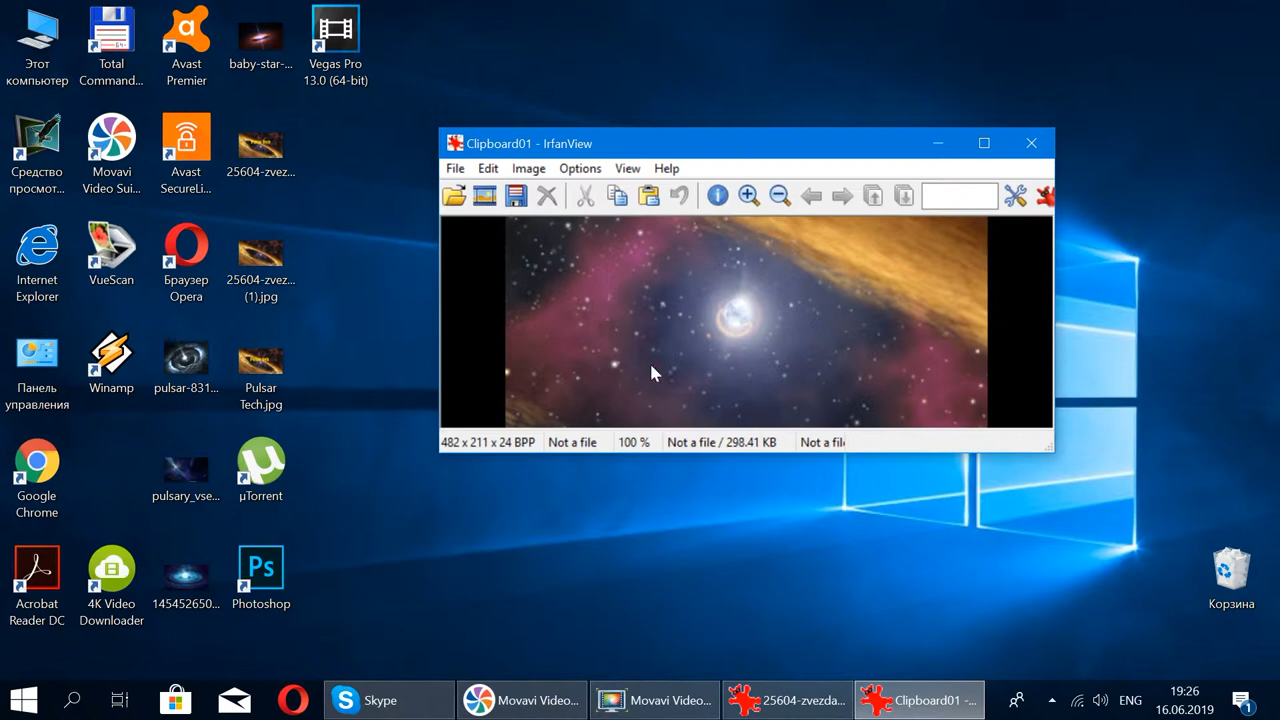 Этот
компьютер
Total
Command...
Avast
Premier
baby-star-...
Vegas Pro
13.0 (64-bit)
Средство
просмот...
Movavi
Video Sui...
Avast
SecureLi...
25604-zvez...
Internet
Explorer
VueScan
Браузер
Opera
25604-zvez...
(1).jpg
Панель
управления
Winamp
pulsar-831...
Pulsar
Tech.jpg
Google
Chrome
pulsary_vse...
µTorrent
Acrobat
Reader DC
4K Video
Downloader
145452650...
Ps
Photoshop
Clipboard01 - IrfanView
File Edit Image Options View Help
482 x 211 x 24 BPP Not a file 100 % Not a file / 298.41 KB Not a fil
Корзина
Skype
Movavi Video...
Movavi Video...
25604-zvezda...
Clipboard01 -...
ENG
19:26
16.06.2019
1